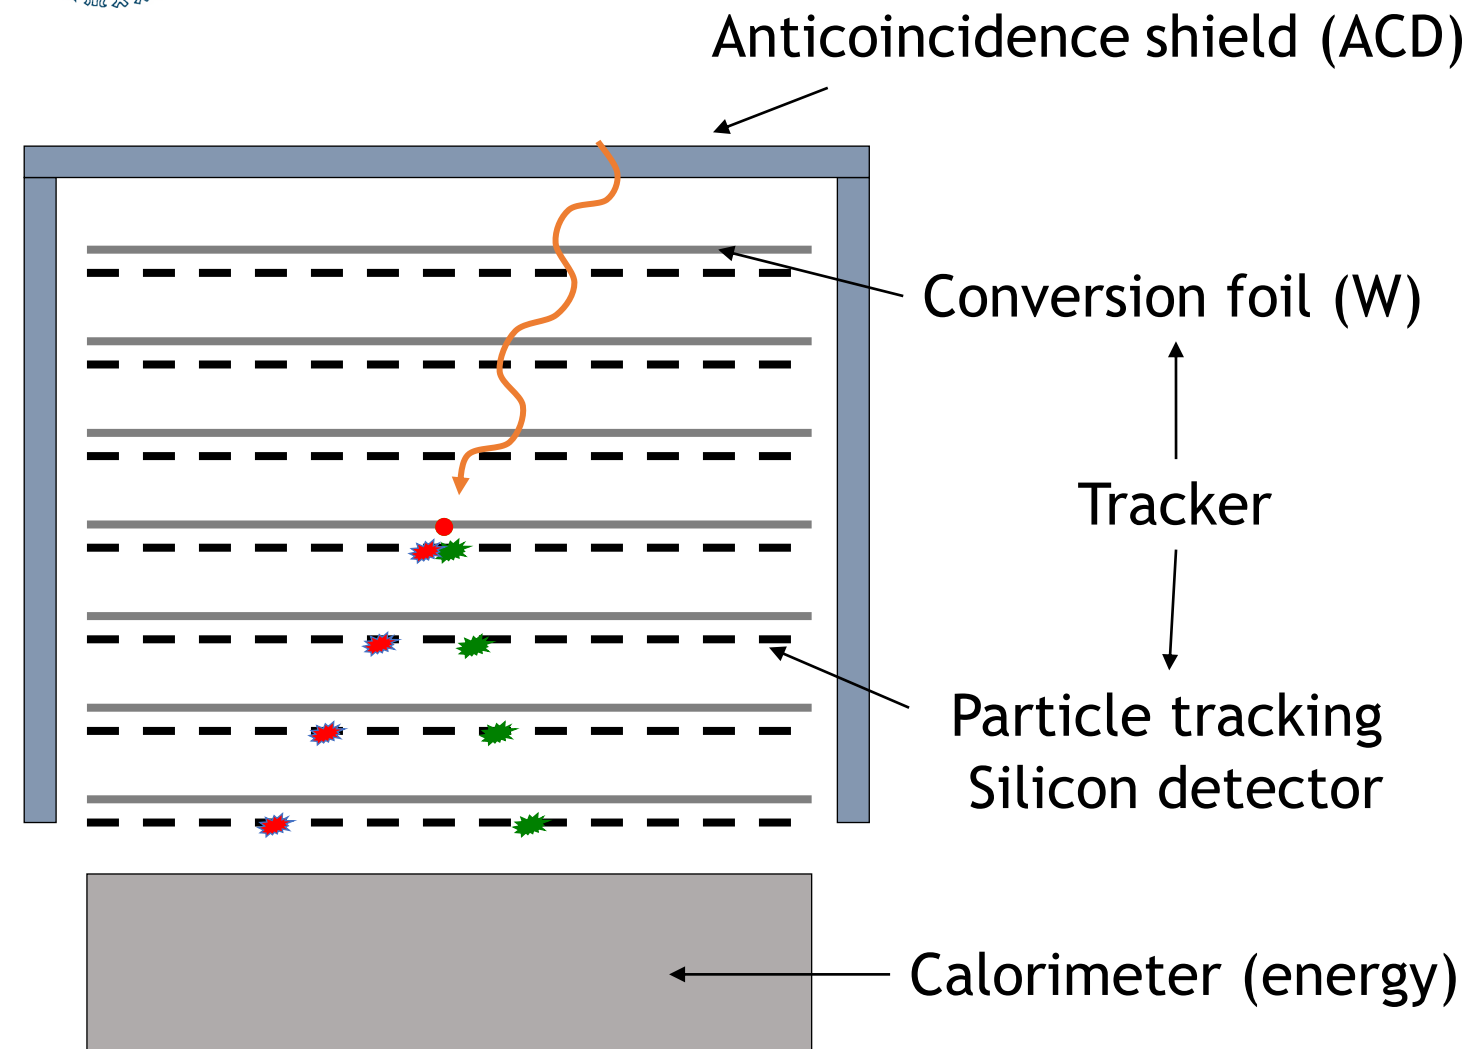 Anticoincidence shield (ACD)
Conversion foil (W)
Tracker
Particle tracking
Silicon detector
Calorimeter (energy)